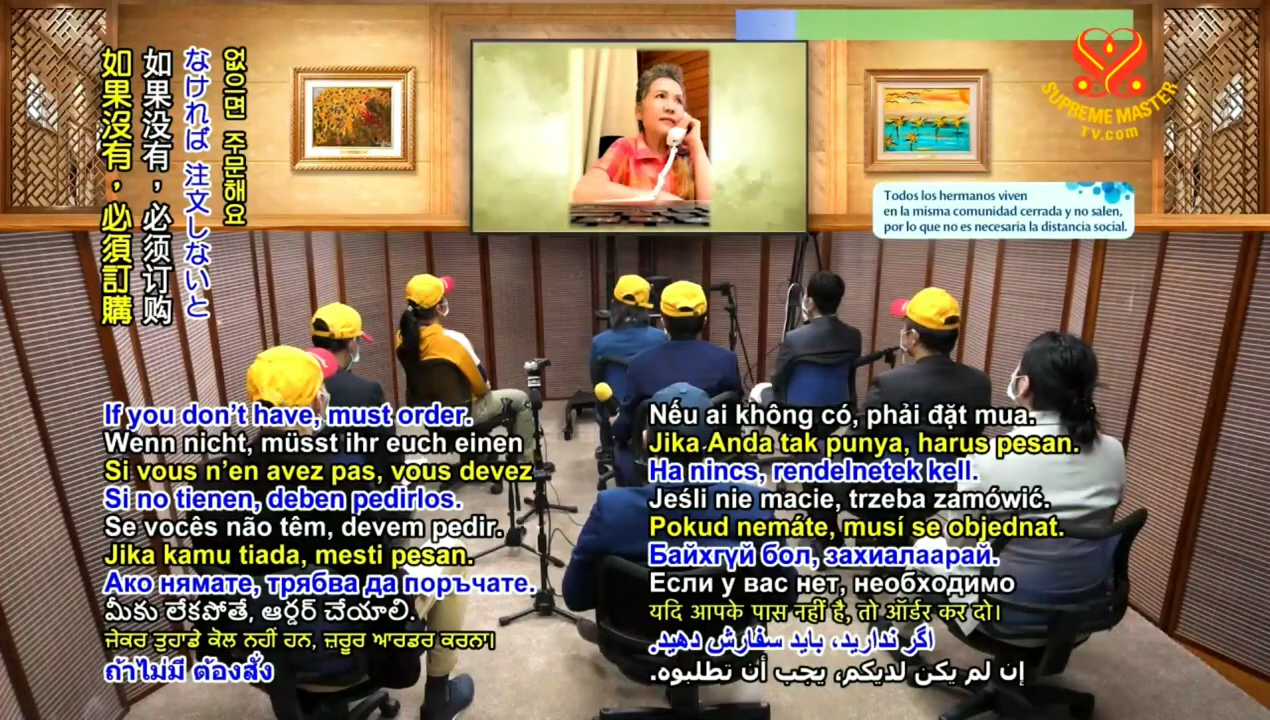 없으면 주문해요
なければ 注文しないと
如果没有，必须订购
如果沒有，必須訂購
SUPREME MASTER
TV.com
Todos los hermanos viven
en la misma comunidad cerrada y no salen,
por lo que no es necesaria la distancia social.
If you don't have, must order.
Wenn nicht, müsst ihr euch einen
Si vous n'en avez pas, vous devez
Si no tienen, deben pedirlos.
Se vocês não têm, devem pedir.
Jika kamu tiada, mesti pesan.
Ако нямате, трябва да поръчате.
మీకు లేకపోతే, ఆర్డర్ చేయాలి.
ਜੇਕਰ ਤੁਹਾਡੇ ਕੋਲ ਨਹੀਂ ਹਨ, ਜ਼ਰੂਰ ਆਰਡਰ ਕਰਨਾ।
ถ้าไม่มี ต้องสั่ง
Nếu ai không có, phải đặt mua.
Jika Anda tak punya, harus pesan.
Ha nincs, rendelnetek kell.
Jeśli nie macie, trzeba zamówić.
Pokud nemáte, musí se objednat.
Байхгүй бол, захиалаарай.
Если у вас нет, необходимо
यदि आपके पास नहीं है, तो ऑर्डर कर दो।
اگر ندارید، باید سفارش دهید.
إن لم يكن لديكم، يجب أن تطلبوه.